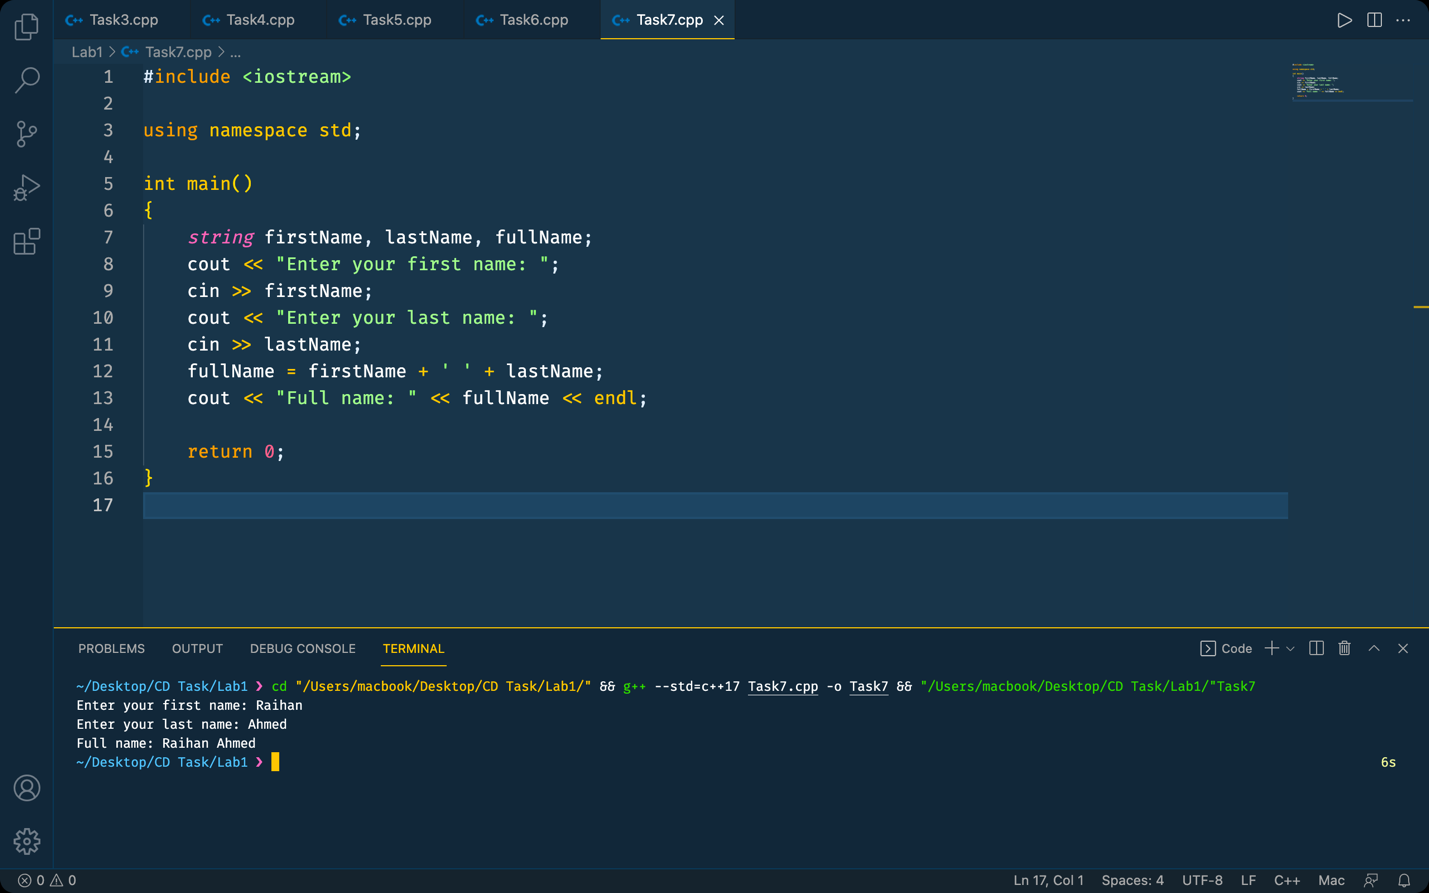 Task3.cpp Task4.cpp Task5.cpp Task6.cpp Task7.cpp
Lab1 > Task7.cpp > ...
1 #include <iostream>
2
3 using namespace std;
4
5 int main()
6 {
7     string firstName, lastName, fullName;
8     cout << "Enter your first name: ";
9     cin >> firstName;
10     cout << "Enter your last name: ";
11     cin >> lastName;
12     fullName = firstName + ' ' + lastName;
13     cout << "Full name: " << fullName << endl;
14
15     return 0;
16 }
17
PROBLEMS OUTPUT DEBUG CONSOLE TERMINAL Code
~/Desktop/CD Task/Lab1 ❯ cd "/Users/macbook/Desktop/CD Task/Lab1/" && g++ --std=c++17 Task7.cpp -o Task7 && "/Users/macbook/Desktop/CD Task/Lab1/"Task7
Enter your first name: Raihan
Enter your last name: Ahmed
Full name: Raihan Ahmed
~/Desktop/CD Task/Lab1 ❯ 6s
0 0 Ln 17, Col 1 Spaces: 4 UTF-8 LF C++ Mac